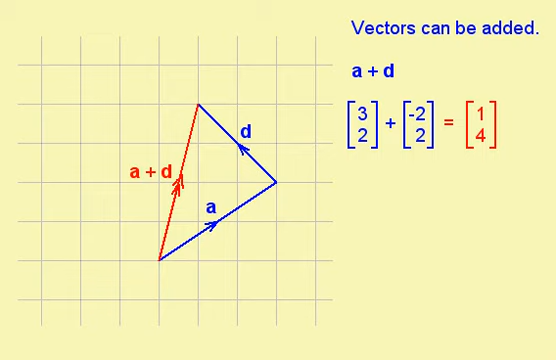 Vectors can be added.
a + d
[3 2] + [-2 2] = [1 4]
d
a + d
a